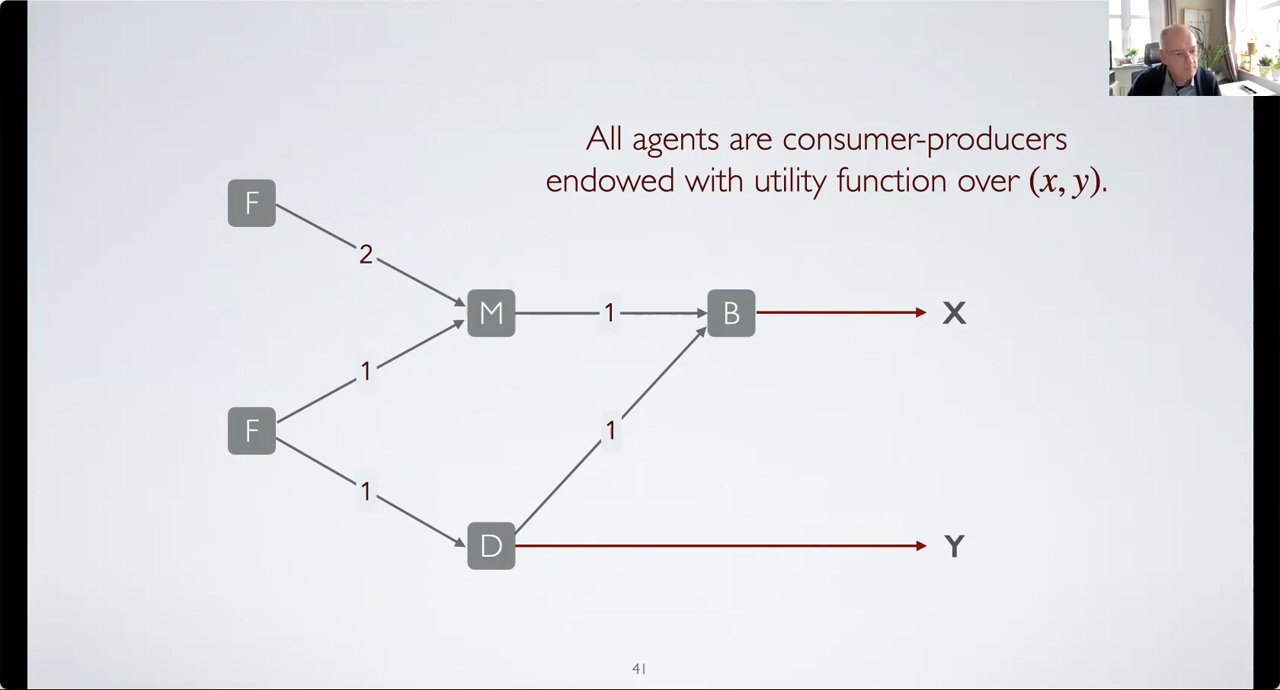 All agents are consumer-producers
endowed with utility function over (x, y).
F
2
M
1
B
X
1
F
1
1
D
Y
41